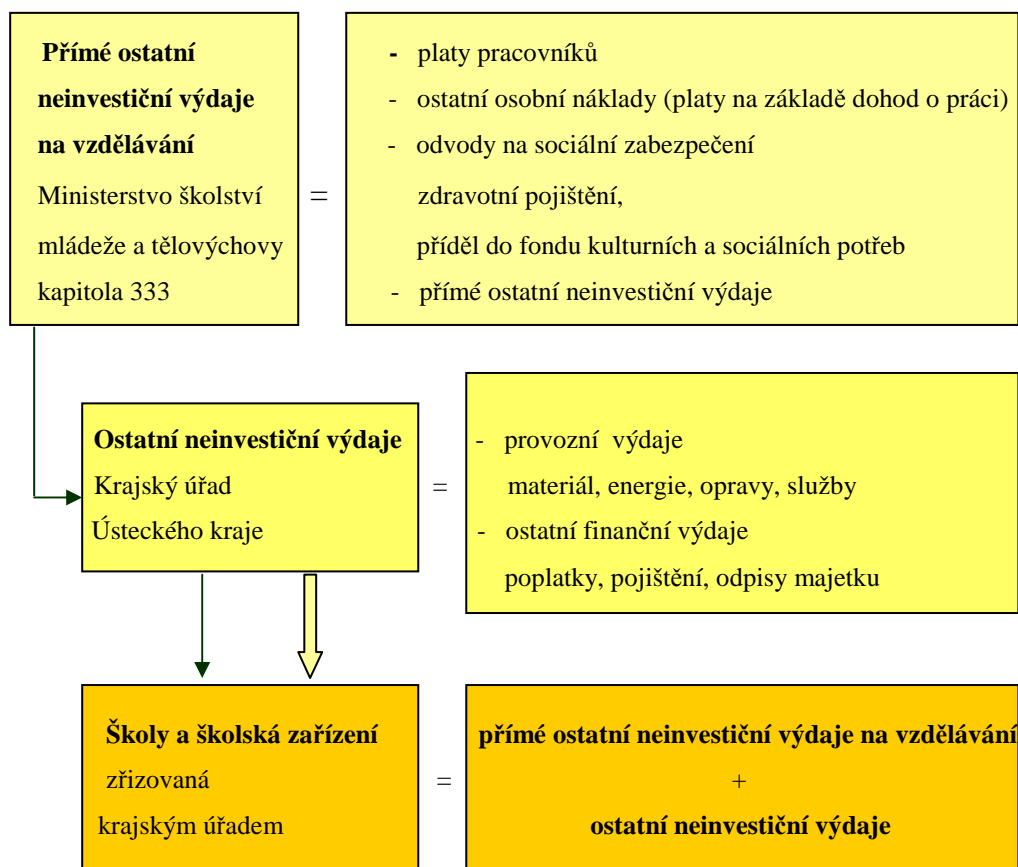 Přímé ostatní
neinvestiční výdaje
na vzdělávání
Ministerstvo školství
mládeže a tělovýchovy
kapitola 333
=
- platy pracovníků
- ostatní osobní náklady (platy na základě dohod o práci)
- odvody na sociální zabezpečení
zdravotní pojištění,
příděl do fondu kulturních a sociálních potřeb
- přímé ostatní neinvestiční výdaje
Ostatní neinvestiční výdaje
Krajský úřad
Ústeckého kraje
=
- provozní výdaje
materiál, energie, opravy, služby
- ostatní finanční výdaje
poplatky, pojištění, odpisy majetku
Školy a školská zařízení
zřizovaná
krajským úřadem
=
přímé ostatní neinvestiční výdaje na vzdělávání
+
ostatní neinvestiční výdaje